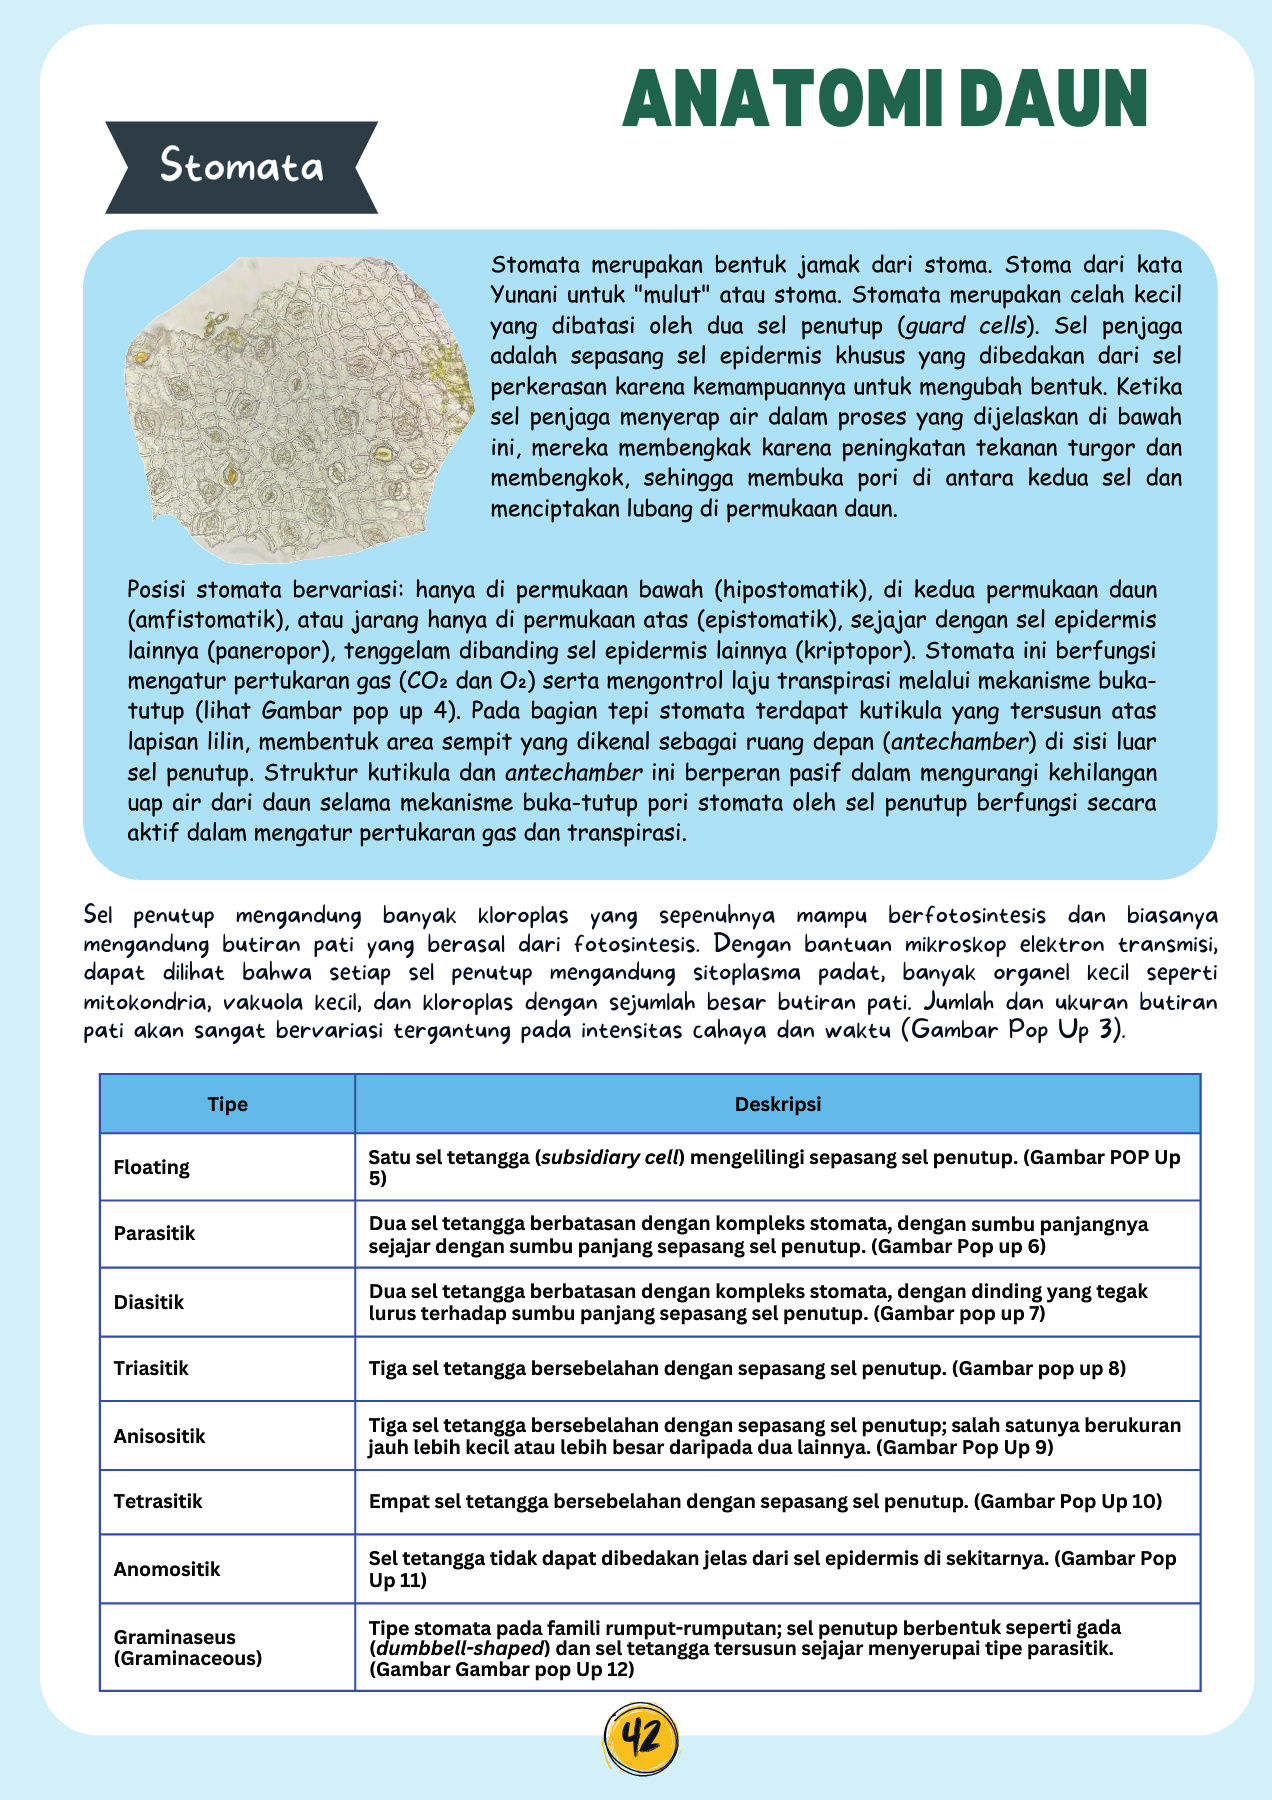 ANATOMI DAUN
Stomata
Stomata merupakan bentuk jamak dari stoma. Stoma dari kata
Yunani untuk "mulut" atau stoma. Stomata merupakan celah kecil
yang dibatasi oleh dua sel penutup (guard cells). Sel penjaga
adalah sepasang sel epidermis khusus yang dibedakan dari sel
perkerasan karena kemampuannya untuk mengubah bentuk. Ketika
sel penjaga menyerap air dalam proses yang dijelaskan di bawah
ini, mereka membengkak karena peningkatan tekanan turgor dan
membengkok, sehingga membuka pori di antara kedua sel dan
menciptakan lubang di permukaan daun.
Posisi stomata bervariasi: hanya di permukaan bawah (hipostomatik), di kedua permukaan daun
(amfistomatik), atau jarang hanya di permukaan atas (epistomatik), sejajar dengan sel epidermis
lainnya (paneropor), tenggelam dibanding sel epidermis lainnya (kriptopor). Stomata ini berfungsi
mengatur pertukaran gas (CO₂ dan O₂) serta mengontrol laju transpirasi melalui mekanisme buka-
tutup (lihat Gambar pop up 4). Pada bagian tepi stomata terdapat kutikula yang tersusun atas
lapisan lilin, membentuk area sempit yang dikenal sebagai ruang depan (antechamber) di sisi luar
sel penutup. Struktur kutikula dan antechamber ini berperan pasif dalam mengurangi kehilangan
uap air dari daun selama mekanisme buka-tutup pori stomata oleh sel penutup berfungsi secara
aktif dalam mengatur pertukaran gas dan transpirasi.
Sel penutup mengandung banyak kloroplas yang sepenuhnya mampu berfotosintesis dan biasanya
mengandung butiran pati yang berasal dari fotosintesis. Dengan bantuan mikroskop elektron transmisi,
dapat dilihat bahwa setiap sel penutup mengandung sitoplasma padat, banyak organel kecil seperti
mitokondria, vakuola kecil, dan kloroplas dengan sejumlah besar butiran pati. Jumlah dan ukuran butiran
pati akan sangat bervariasi tergantung pada intensitas cahaya dan waktu (Gambar Pop Up 3).
Tipe
Deskripsi
Floating
Satu sel tetangga (subsidiary cell) mengelilingi sepasang sel penutup. (Gambar POP Up
5)
Parasitik
Dua sel tetangga berbatasan dengan kompleks stomata, dengan sumbu panjangnya
sejajar dengan sumbu panjang sepasang sel penutup. (Gambar Pop up 6)
Diasitik
Dua sel tetangga berbatasan dengan kompleks stomata, dengan dinding yang tegak
lurus terhadap sumbu panjang sepasang sel penutup. (Gambar pop up 7)
Triasitik
Tiga sel tetangga bersebelahan dengan sepasang sel penutup. (Gambar pop up 8)
Anisositik
Tiga sel tetangga bersebelahan dengan sepasang sel penutup; salah satunya berukuran
jauh lebih kecil atau lebih besar daripada dua lainnya. (Gambar Pop Up 9)
Tetrasitik
Empat sel tetangga bersebelahan dengan sepasang sel penutup. (Gambar Pop Up 10)
Anomositik
Sel tetangga tidak dapat dibedakan jelas dari sel epidermis di sekitarnya. (Gambar Pop
Up 11)
Graminaseus
(Graminaceous)
Tipe stomata pada famili rumput-rumputan; sel penutup berbentuk seperti gada
(dumbbell-shaped) dan sel tetangga tersusun sejajar menyerupai tipe parasitik.
(Gambar Gambar pop Up 12)
42